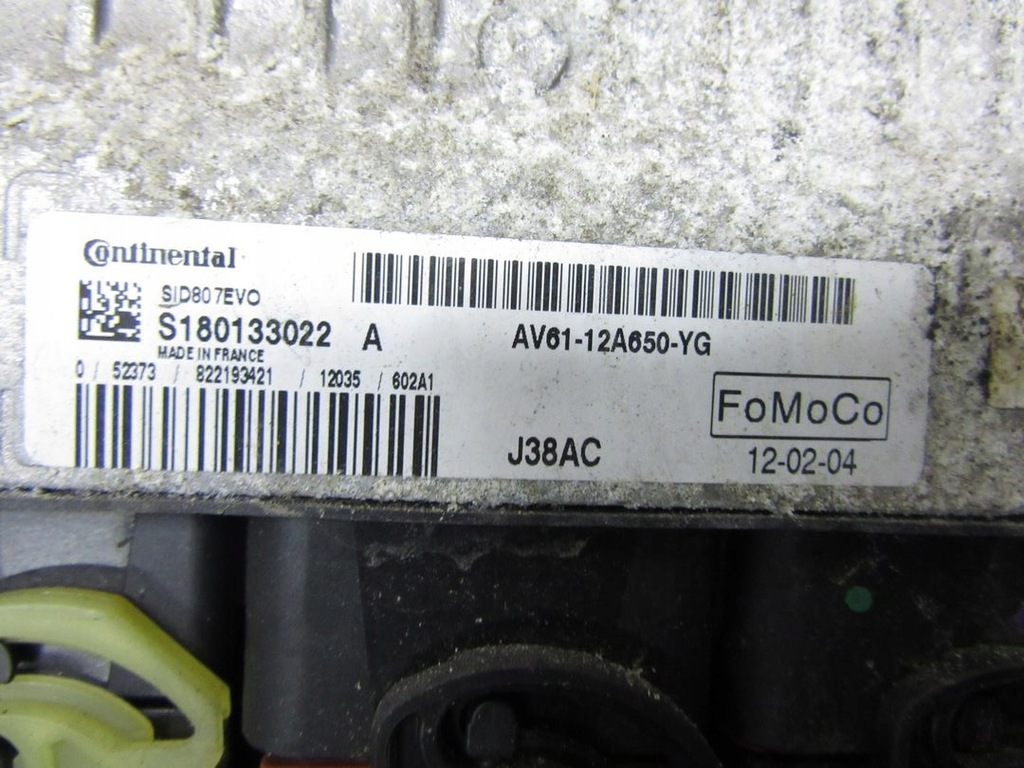 Continental
SID807EVO
S180133022 A
MADE IN FRANCE
0 / 52373 / 822193421 / 12035 / 602A1
AV61-12A650-YG
FoMoCo
J38AC
12-02-04